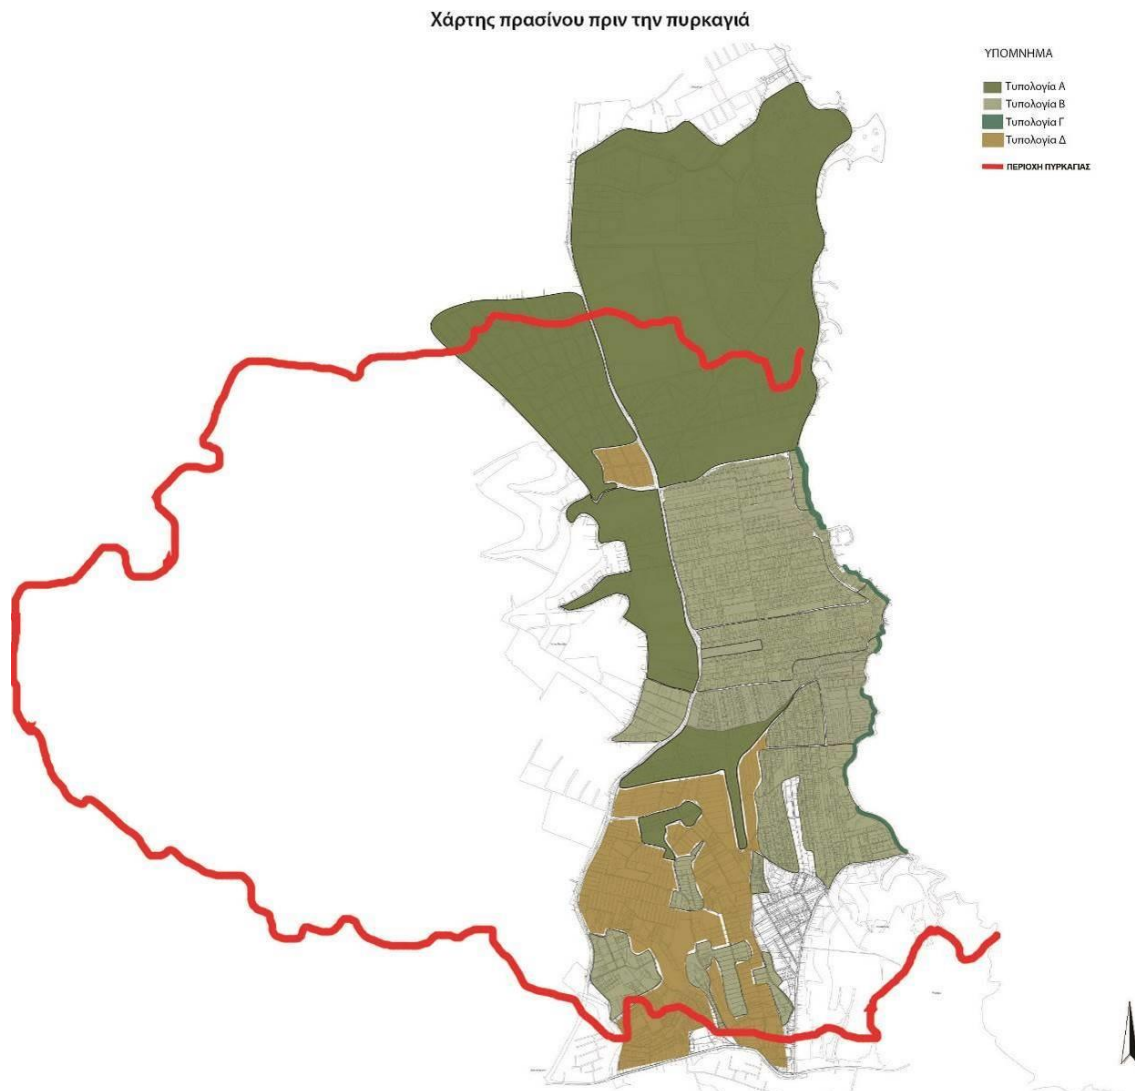 Χάρτης πρασίνου πριν την πυρκαγιά
ΥΠΟΜΝΗΜΑ
Τυπολογία Α
Τυπολογία Β
Τυπολογία Γ
Τυπολογία Δ
ΠΕΡΙΟΧΗ ΠΥΡΚΑΓΙΑΣ